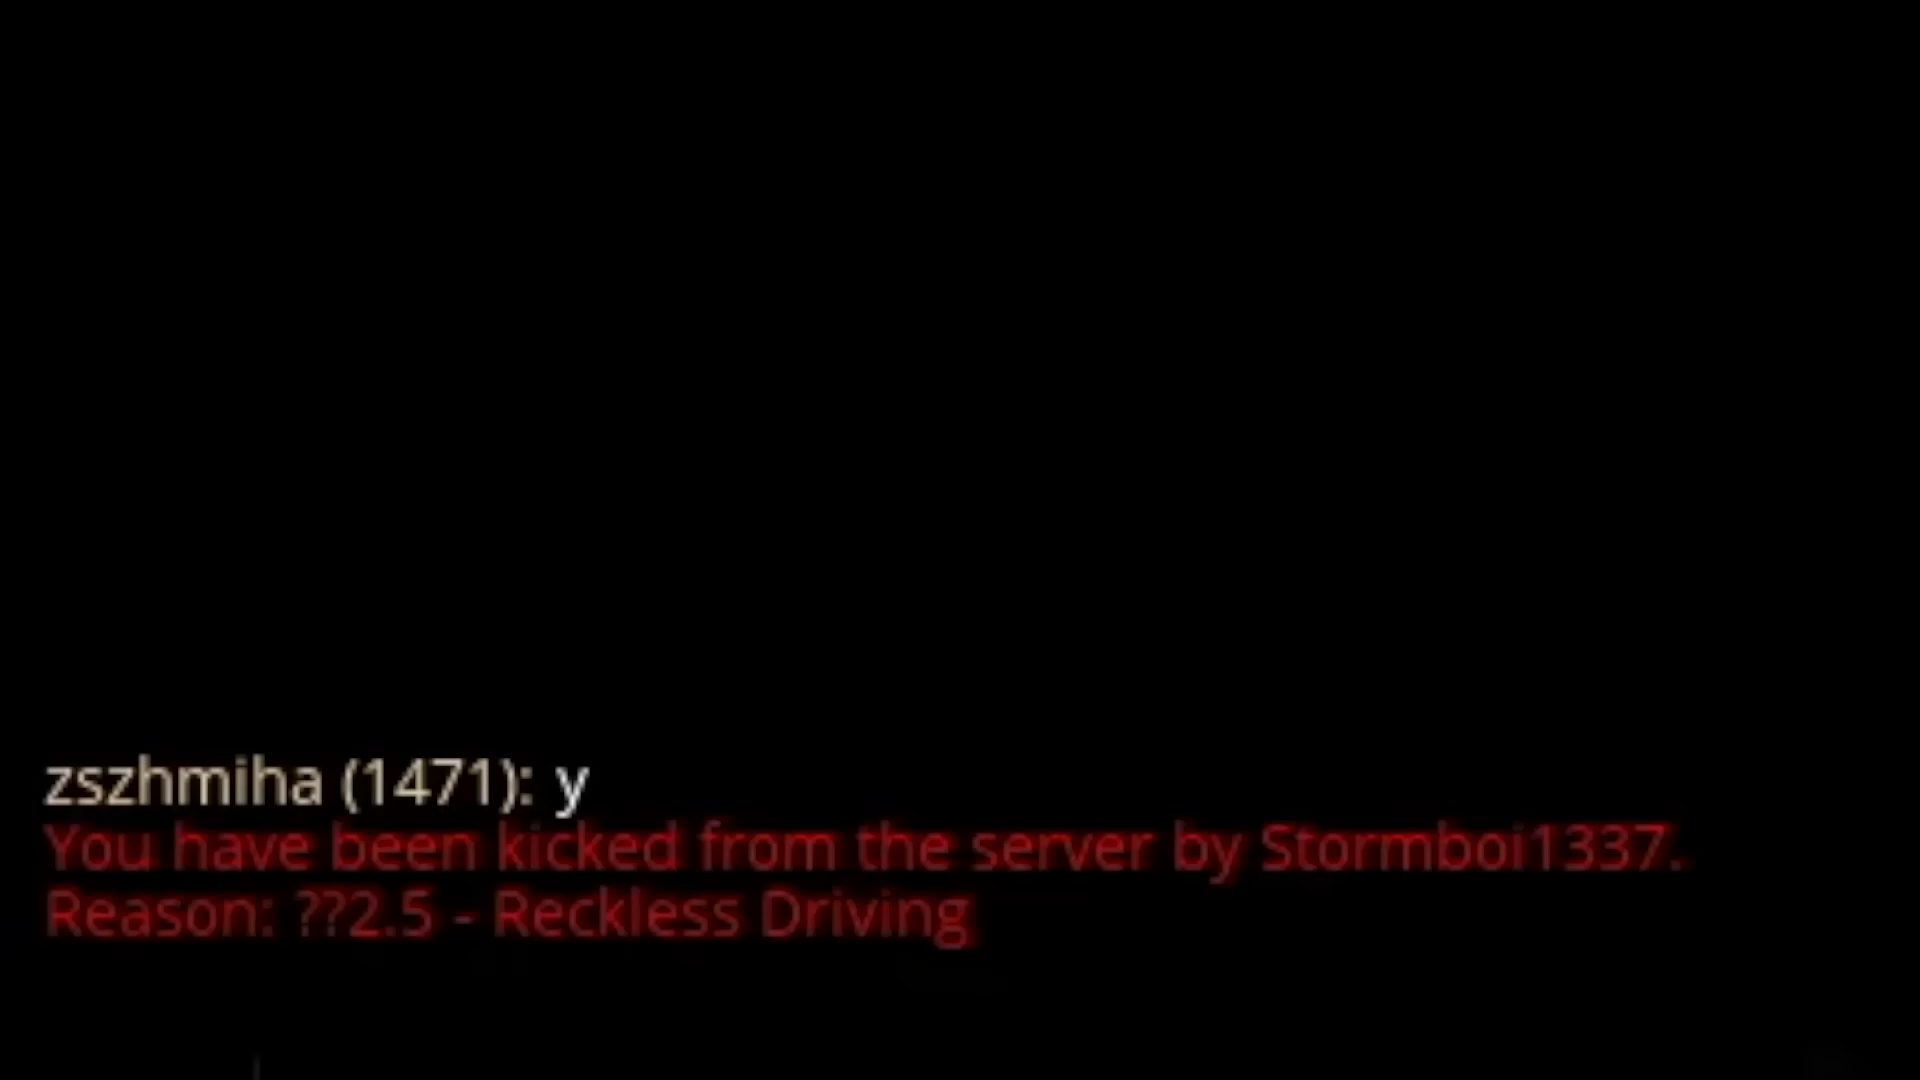 zszhmiha (1471): y
You have been kicked from the server by Stormboi1337.
Reason: ??2.5 - Reckless Driving